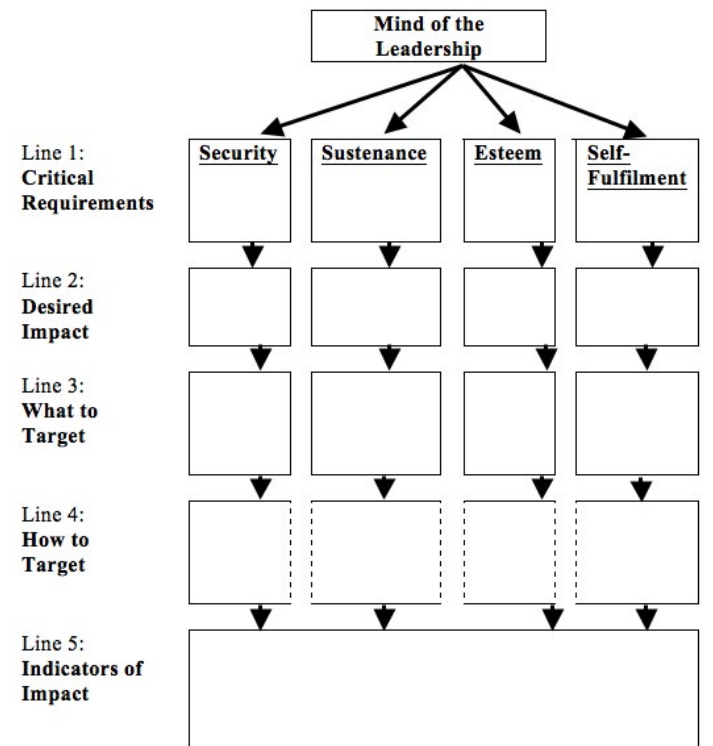 Mind of the
Leadership
Line 1:
Critical
Requirements
Security
Sustenance
Esteem
Self-
Fulfilment
Line 2:
Desired
Impact
Line 3:
What to
Target
Line 4:
How to
Target
Line 5:
Indicators of
Impact